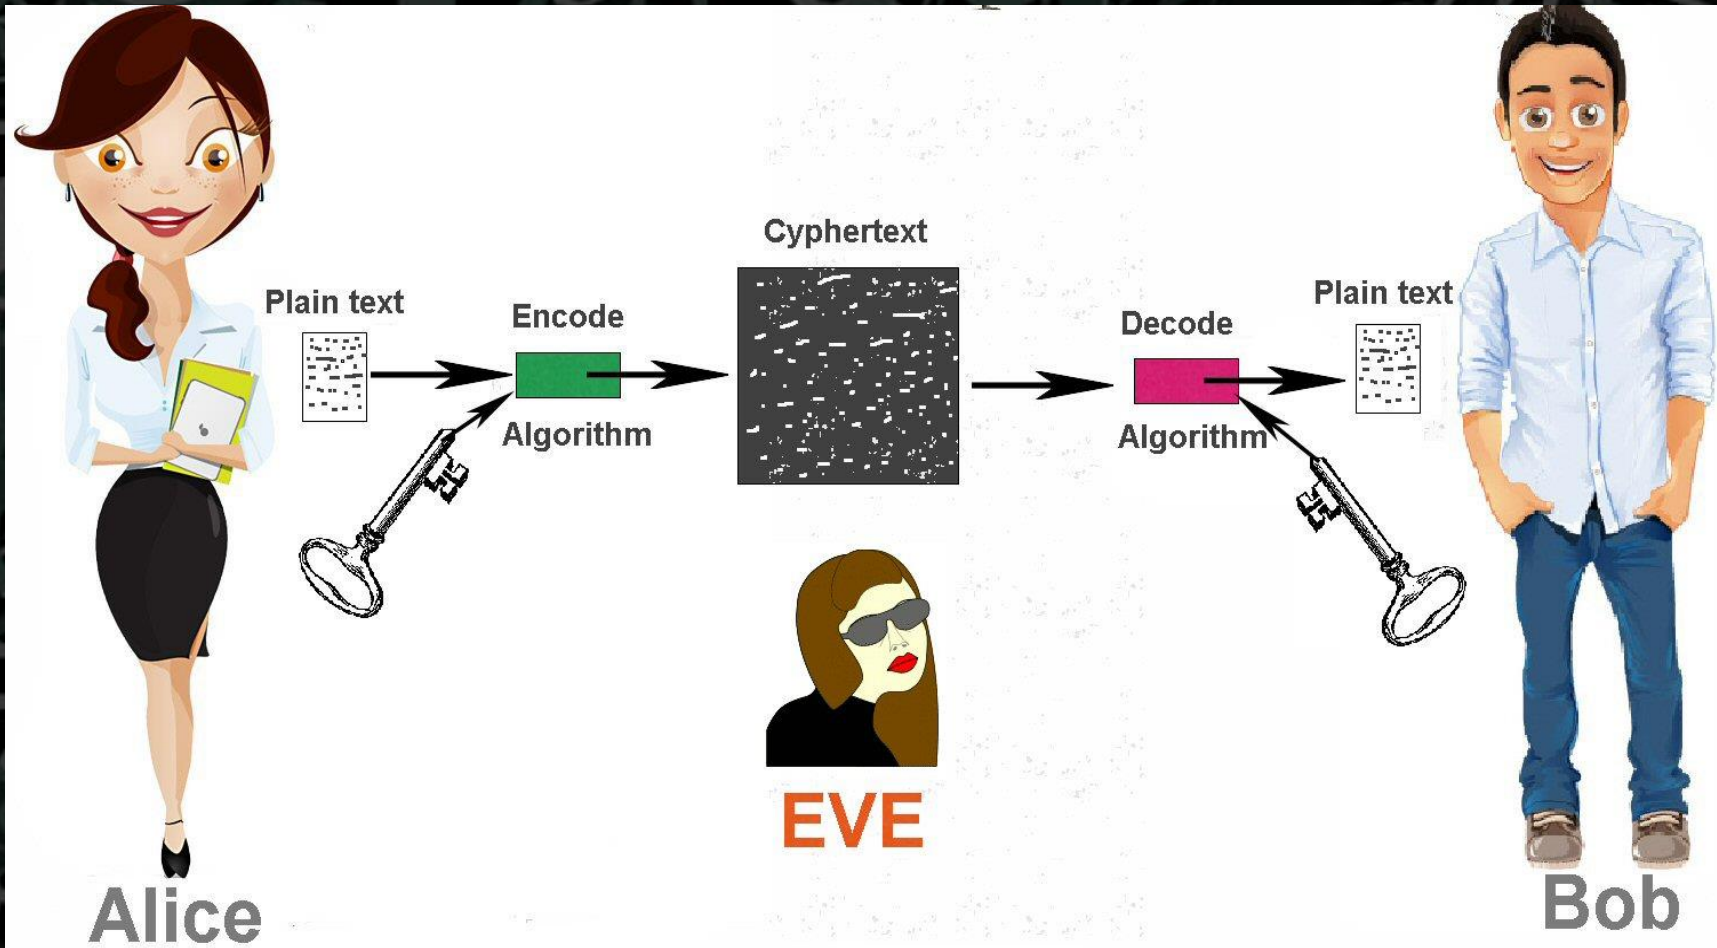 Cyphertext
Plain text
Encode
Algorithm
Decode
Algorithm
Plain text
EVE
Alice
Bob